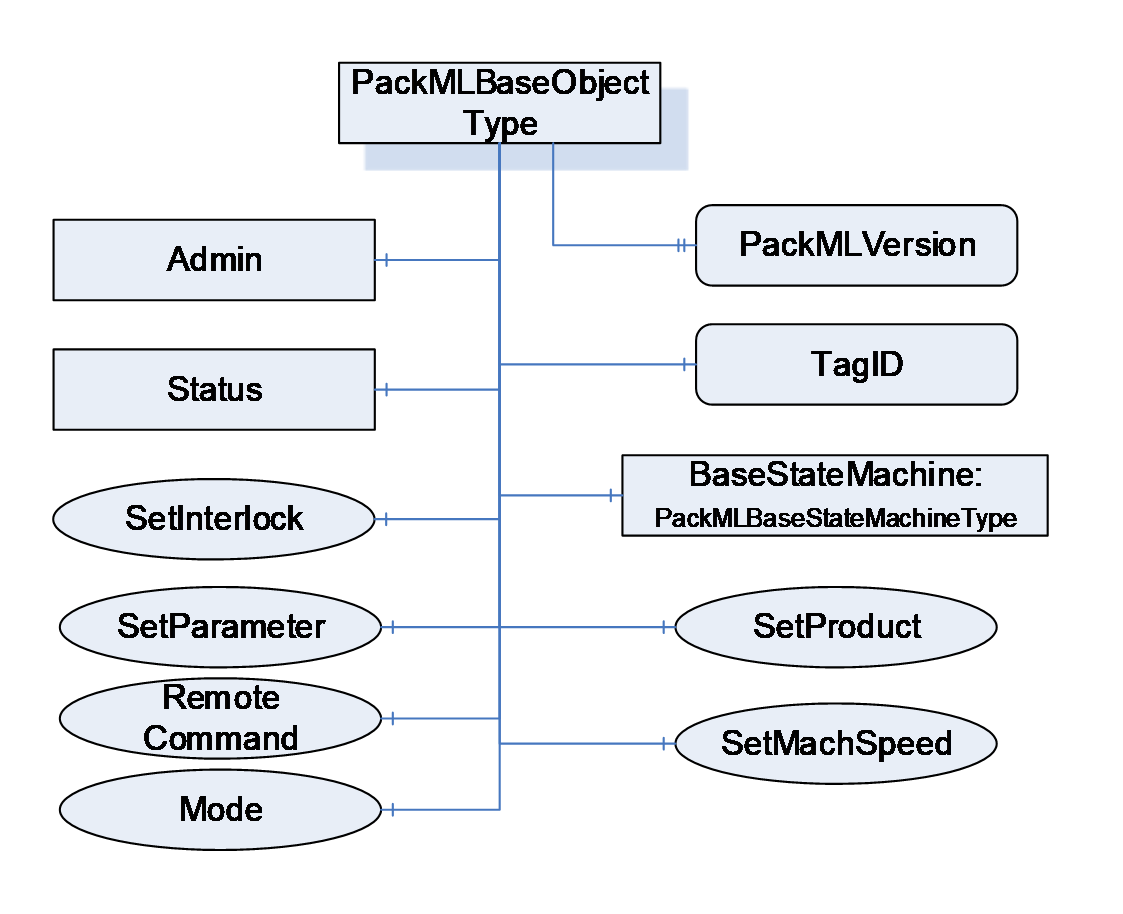 PackMLBaseObject
Type
Admin
PackMLVersion
Status
TagID
SetInterlock
BaseStateMachine:
PackMLBaseStateMachineType
SetParameter
SetProduct
Remote
Command
SetMachSpeed
Mode